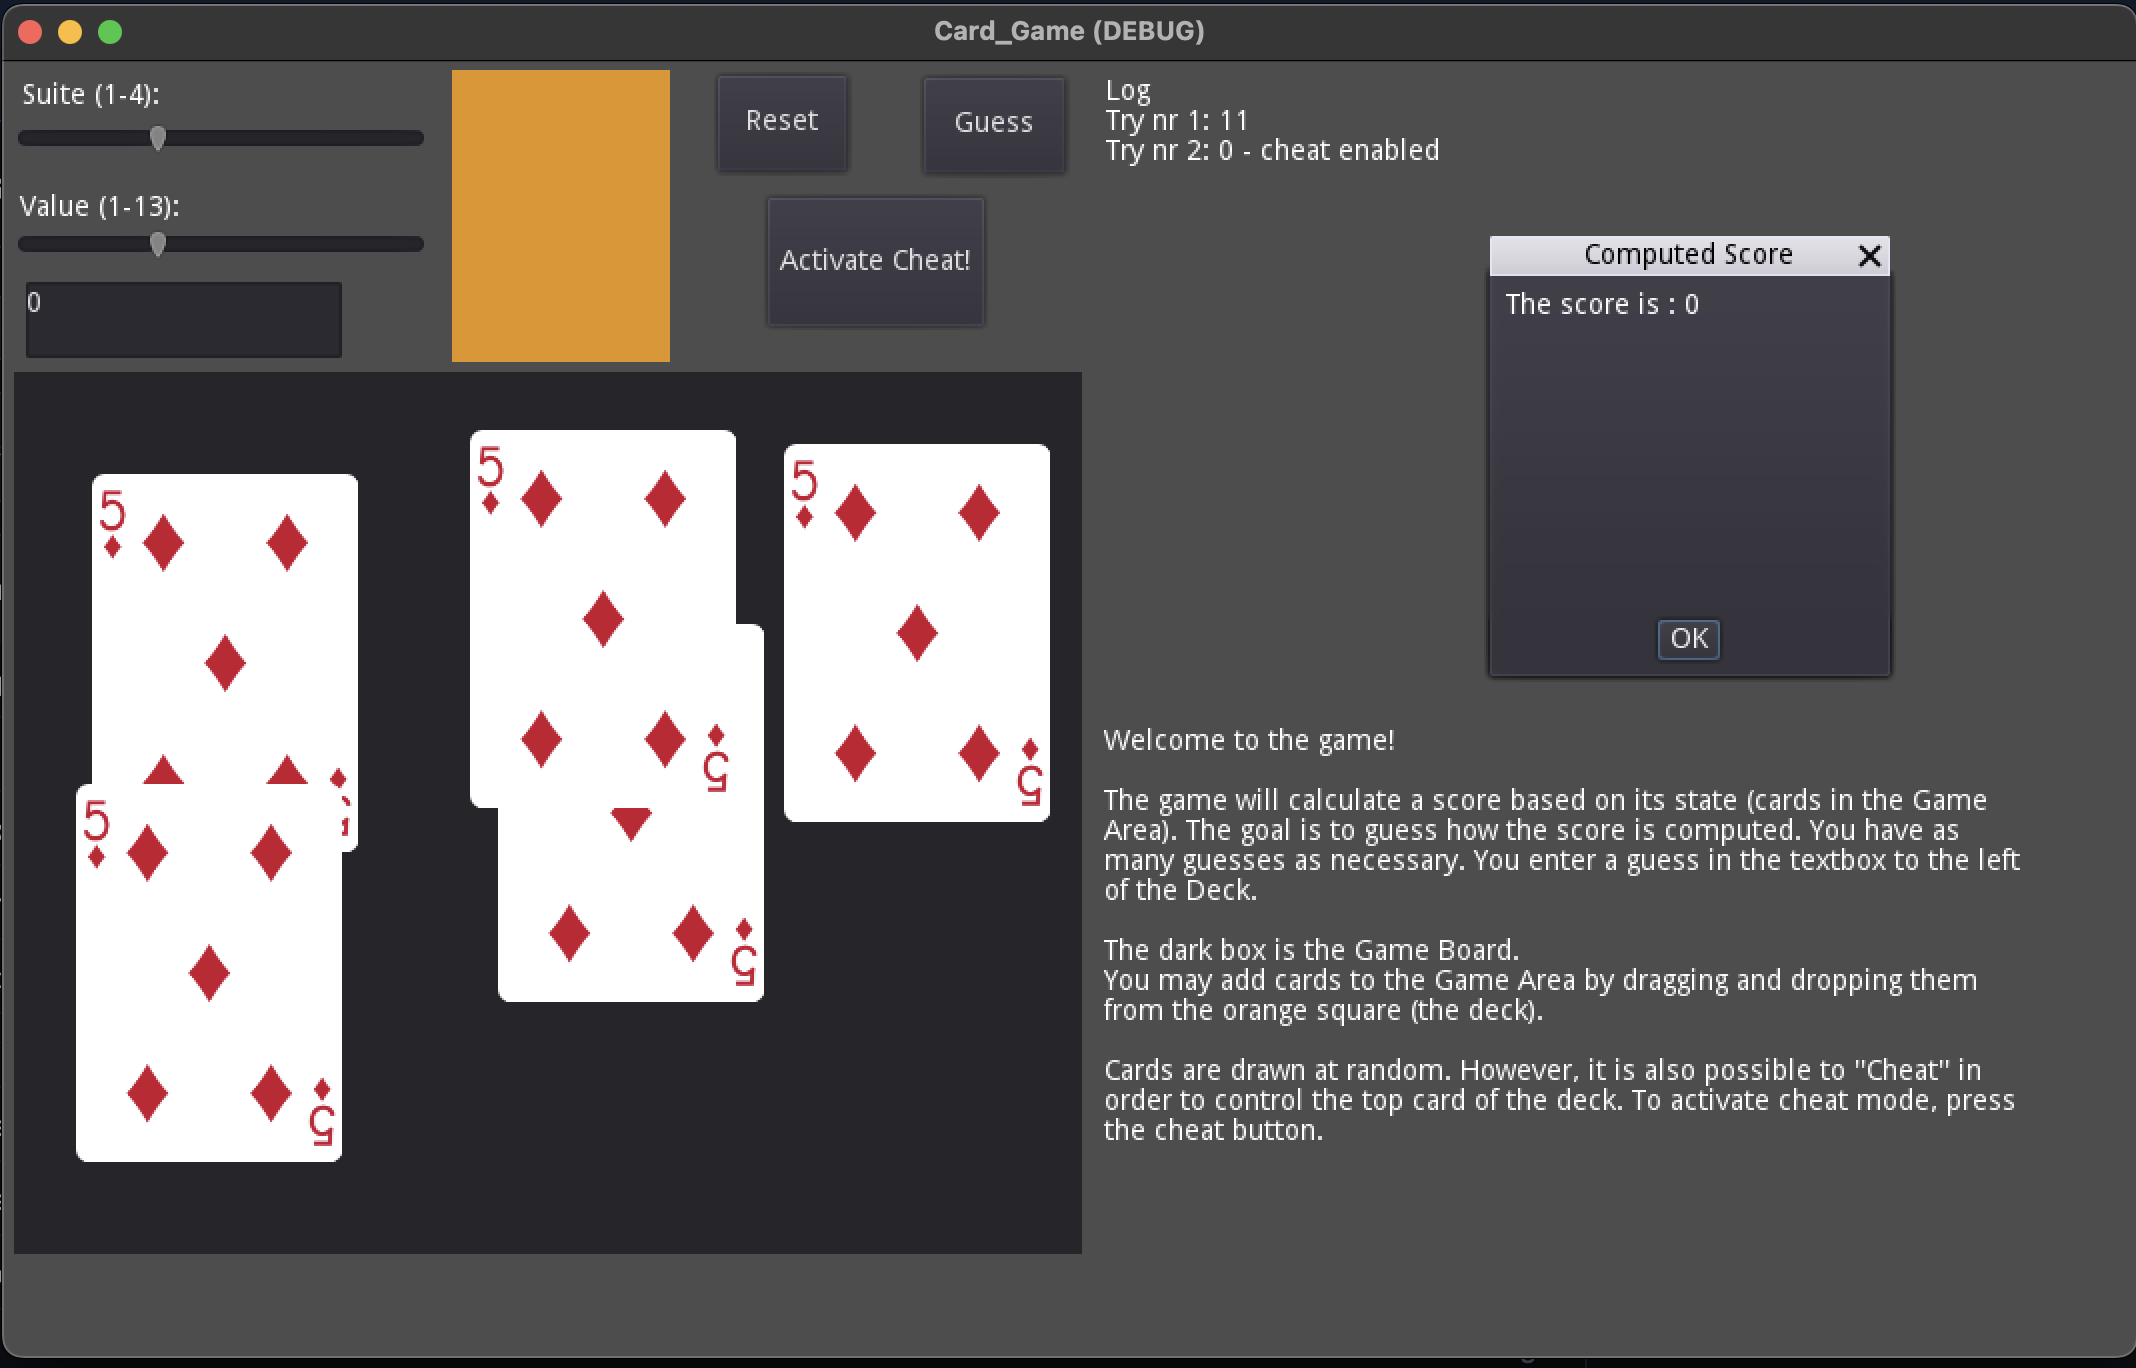 Card_Game (DEBUG)
Suite (1-4):
Value (1-13):
0
Reset
Guess
Activate Cheat!
Log
Try nr 1: 11
Try nr 2: 0 - cheat enabled
Computed Score
The score is : 0
OK
5
5
5
5
5
5
5
5
5
Welcome to the game!
The game will calculate a score based on its state (cards in the Game
Area). The goal is to guess how the score is computed. You have as
many guesses as necessary. You enter a guess in the textbox to the left
of the Deck.
The dark box is the Game Board.
You may add cards to the Game Area by dragging and dropping them
from the orange square (the deck).
Cards are drawn at random. However, it is also possible to "Cheat" in
order to control the top card of the deck. To activate cheat mode, press
the cheat button.